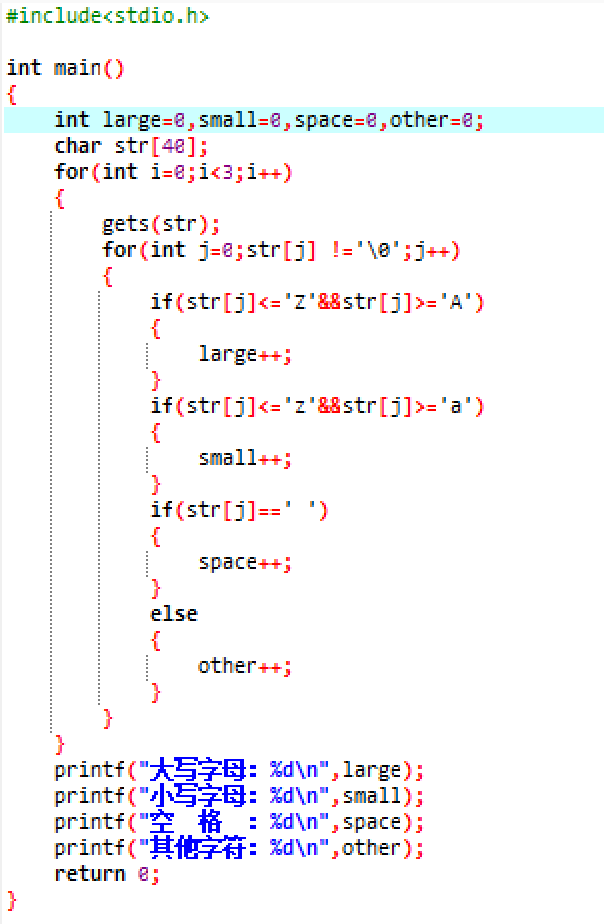 #include<stdio.h>
int main()
{
    int large=0,small=0,space=0,other=0;
    char str[40];
    for(int i=0;i<3;i++)
    {
        gets(str);
        for(int j=0;str[j] !='\0';j++)
        {
            if(str[j]<='Z'&&str[j]>='A')
            {
                large++;
            }
            if(str[j]<='z'&&str[j]>='a')
            {
                small++;
            }
            if(str[j]==' ')
            {
                space++;
            }
            else
            {
                other++;
            }
        }
    }
    printf("大写字母: %d\n",large);
    printf("小写字母: %d\n",small);
    printf("空  格  : %d\n",space);
    printf("其他字符: %d\n",other);
    return 0;
}